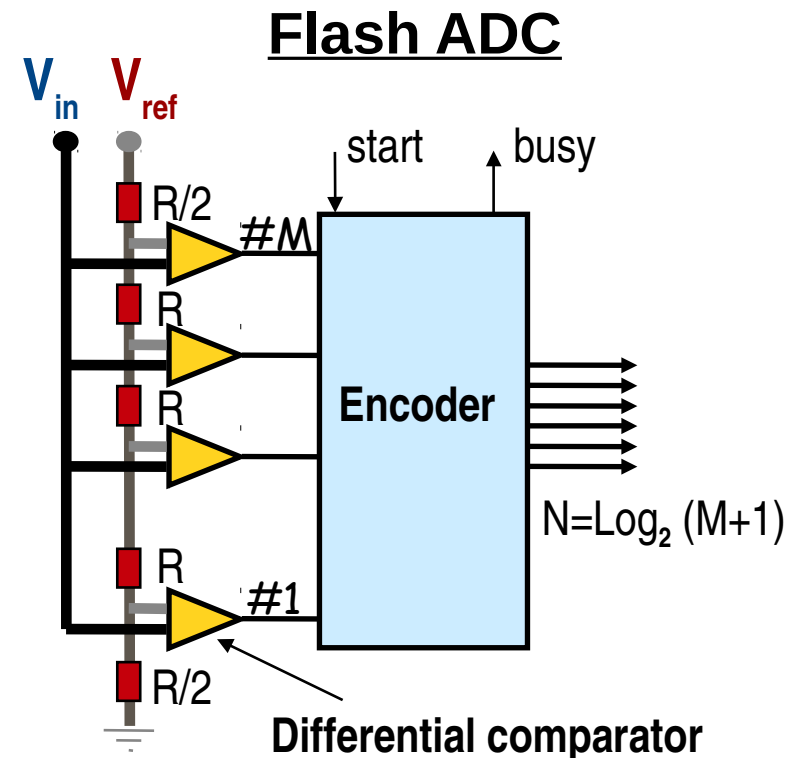 Flash ADC
Vin Vref
start busy
R/2
#M
R
R
Encoder
N=Log2 (M+1)
R
#1
R/2
Differential comparator